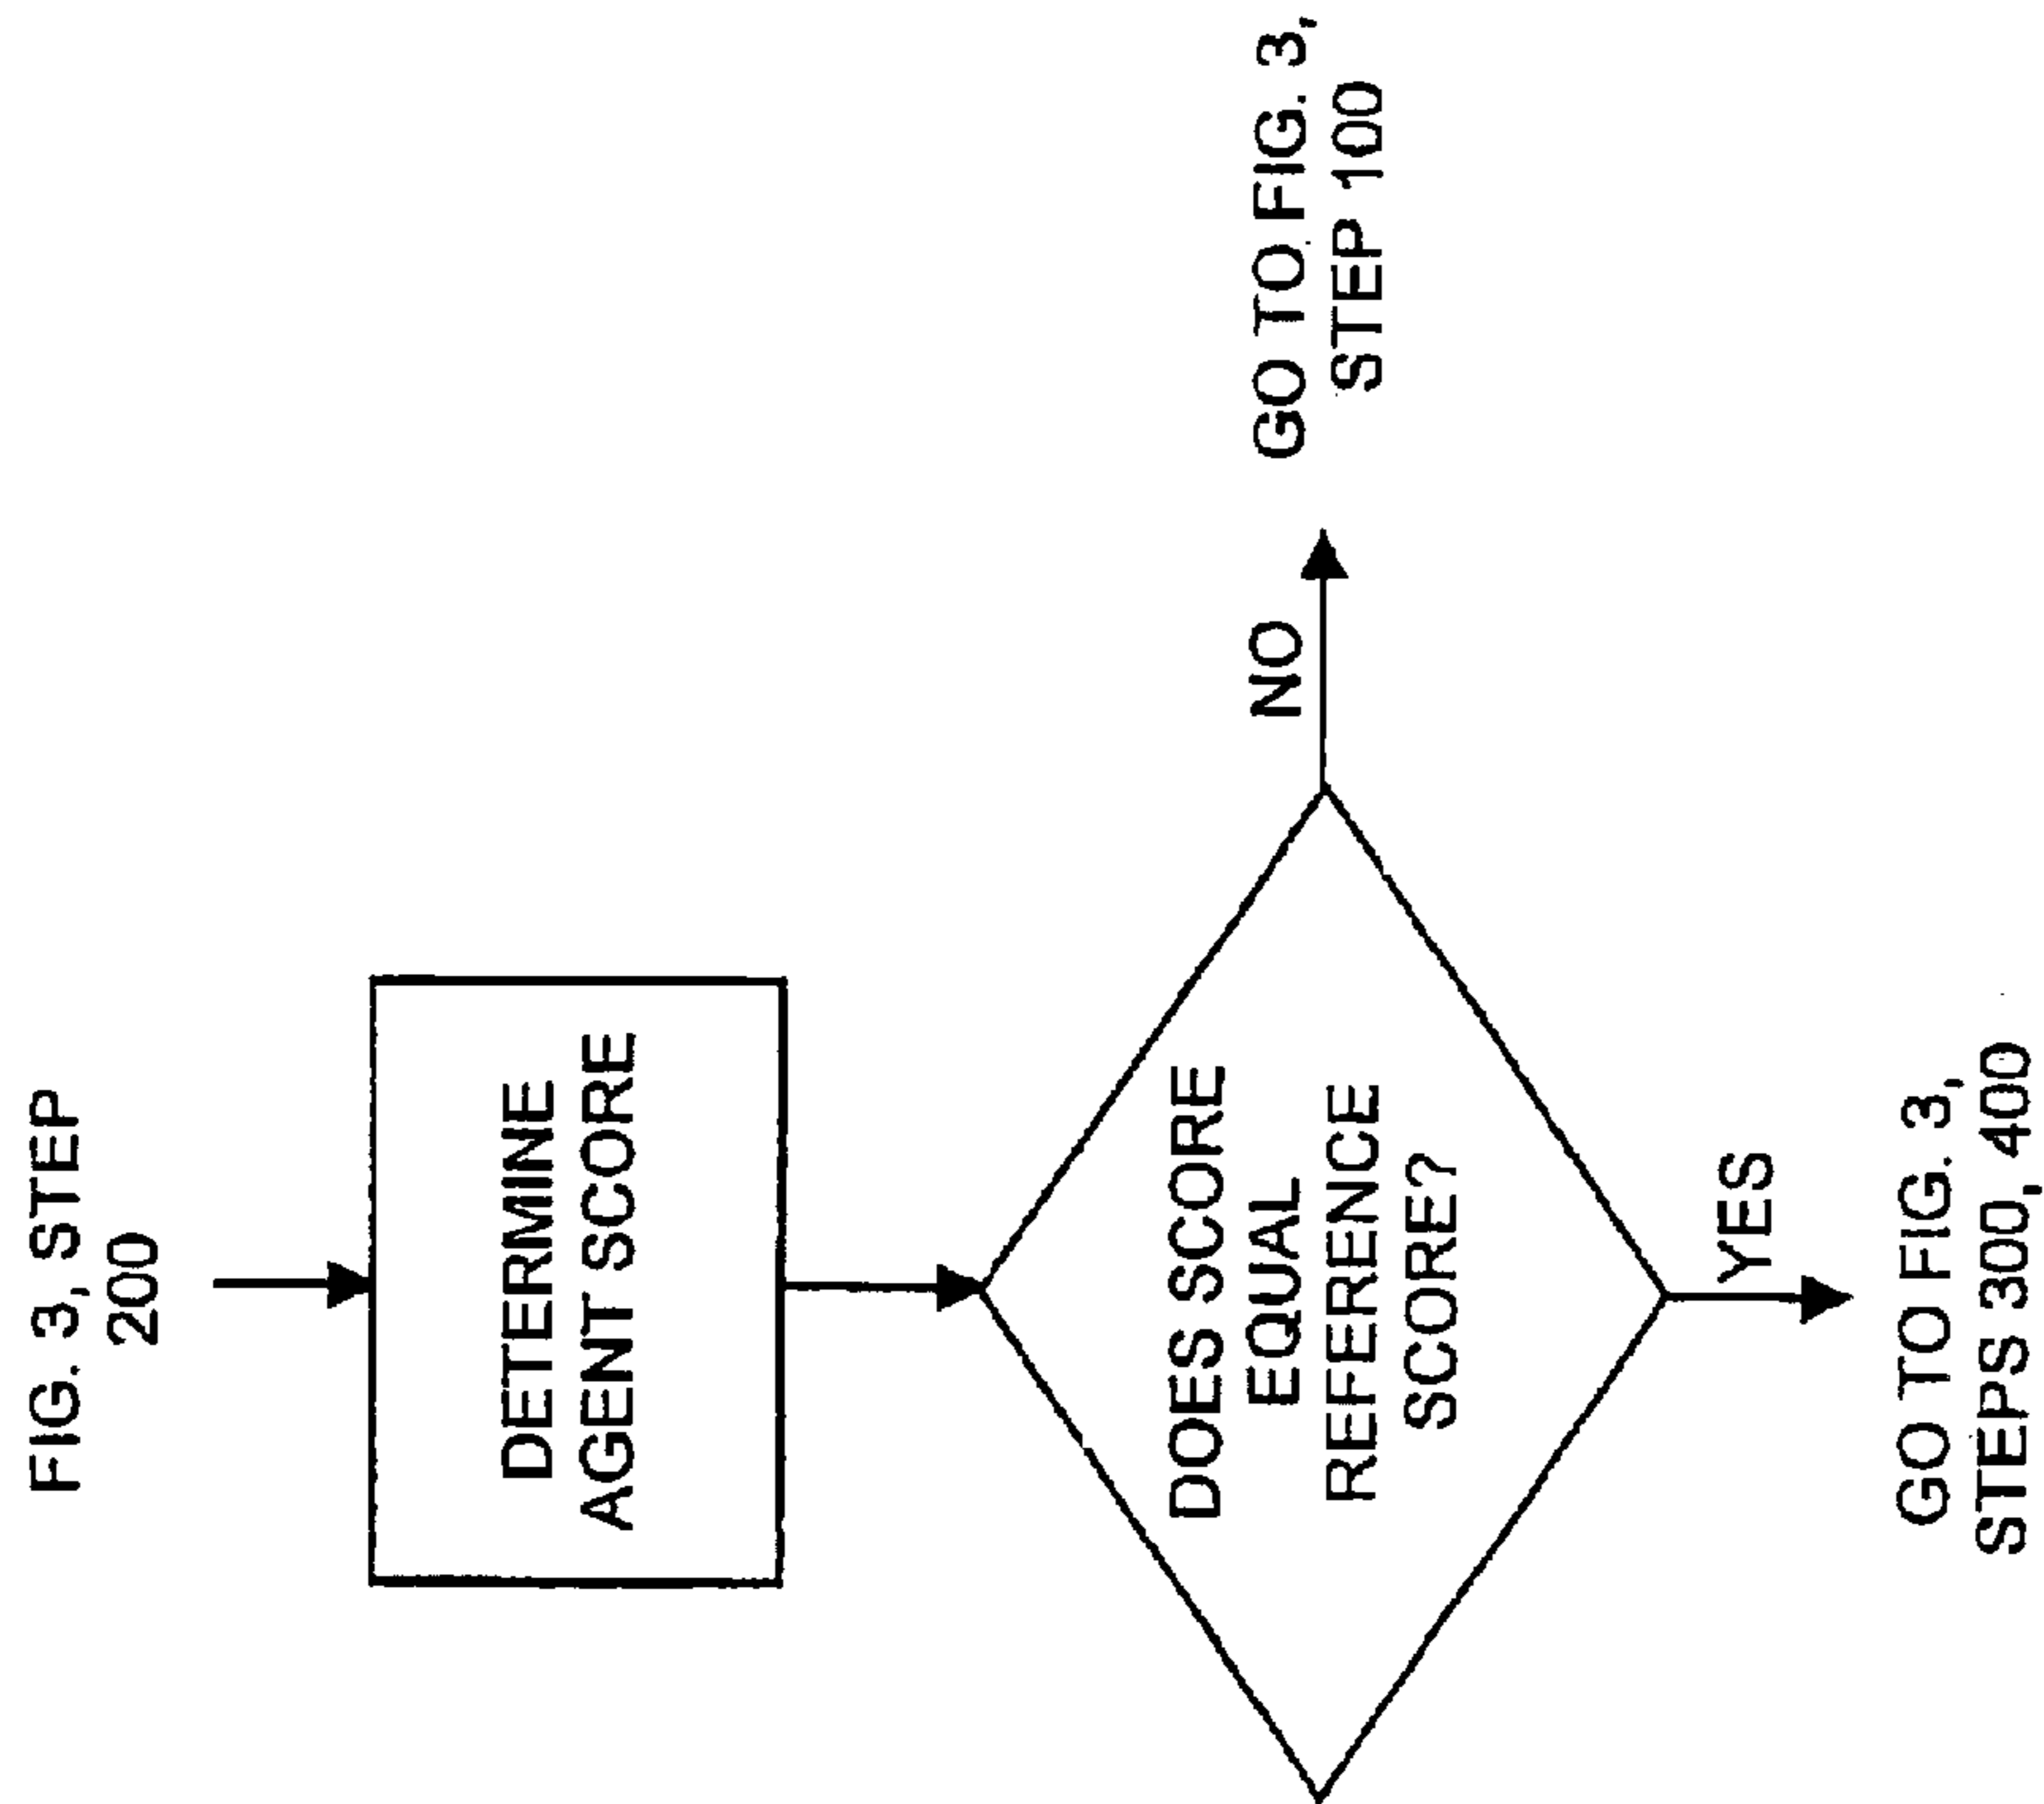 FIG. 3, STEP
200
DETERMINE
AGENT SCORE
DOES SCORE
EQUAL
REFERENCE
SCORE?
NO
GO TO FIG. 3,
STEP 100
YES
GO TO FIG. 3,
STEPS 300, 400